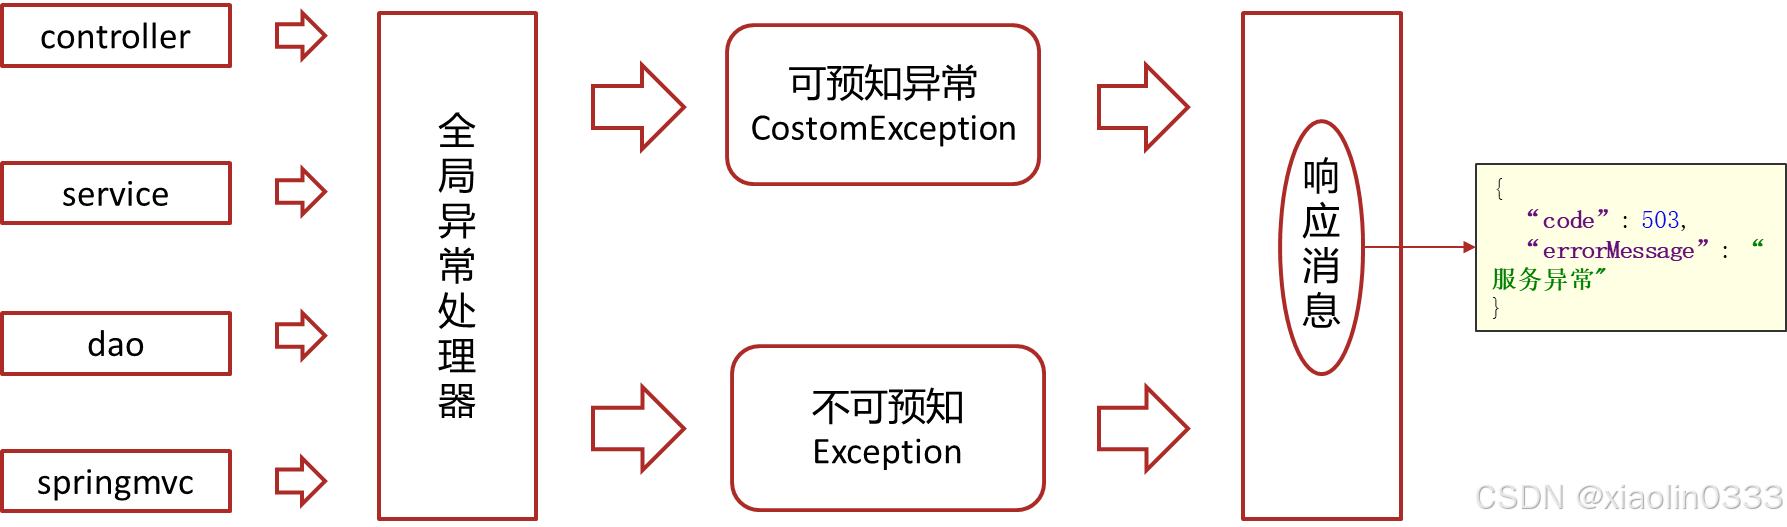 controller
service
dao
springmvc
全局异常处理器
可预知异常
CostomException
不可预知
Exception
响应消息
{
“code”: 503,
“errorMessage”: “
服务异常"
}
CSDN @xiaolin0333